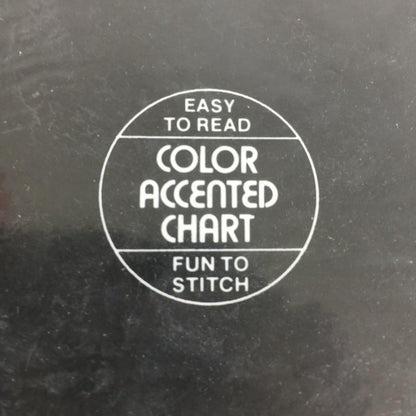 EASY
TO READ
COLOR
ACCENTED
CHART
FUN TO
STITCH